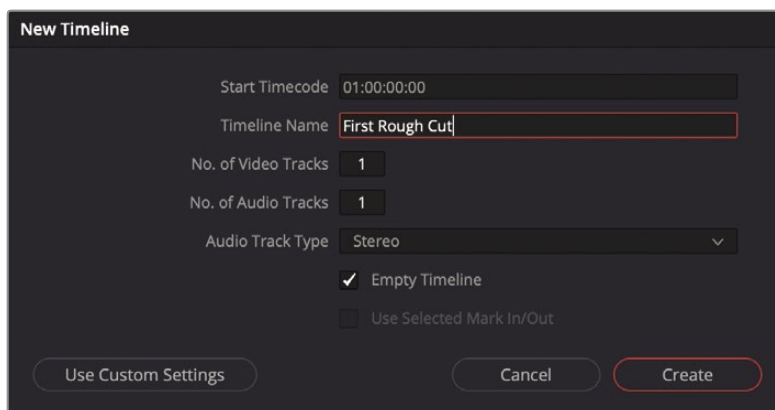 New Timeline
Start Timecode 01:00:00:00
Timeline Name First Rough Cut
No. of Video Tracks 1
No. of Audio Tracks 1
Audio Track Type Stereo
Empty Timeline
Use Selected Mark In/Out
Use Custom Settings Cancel Create